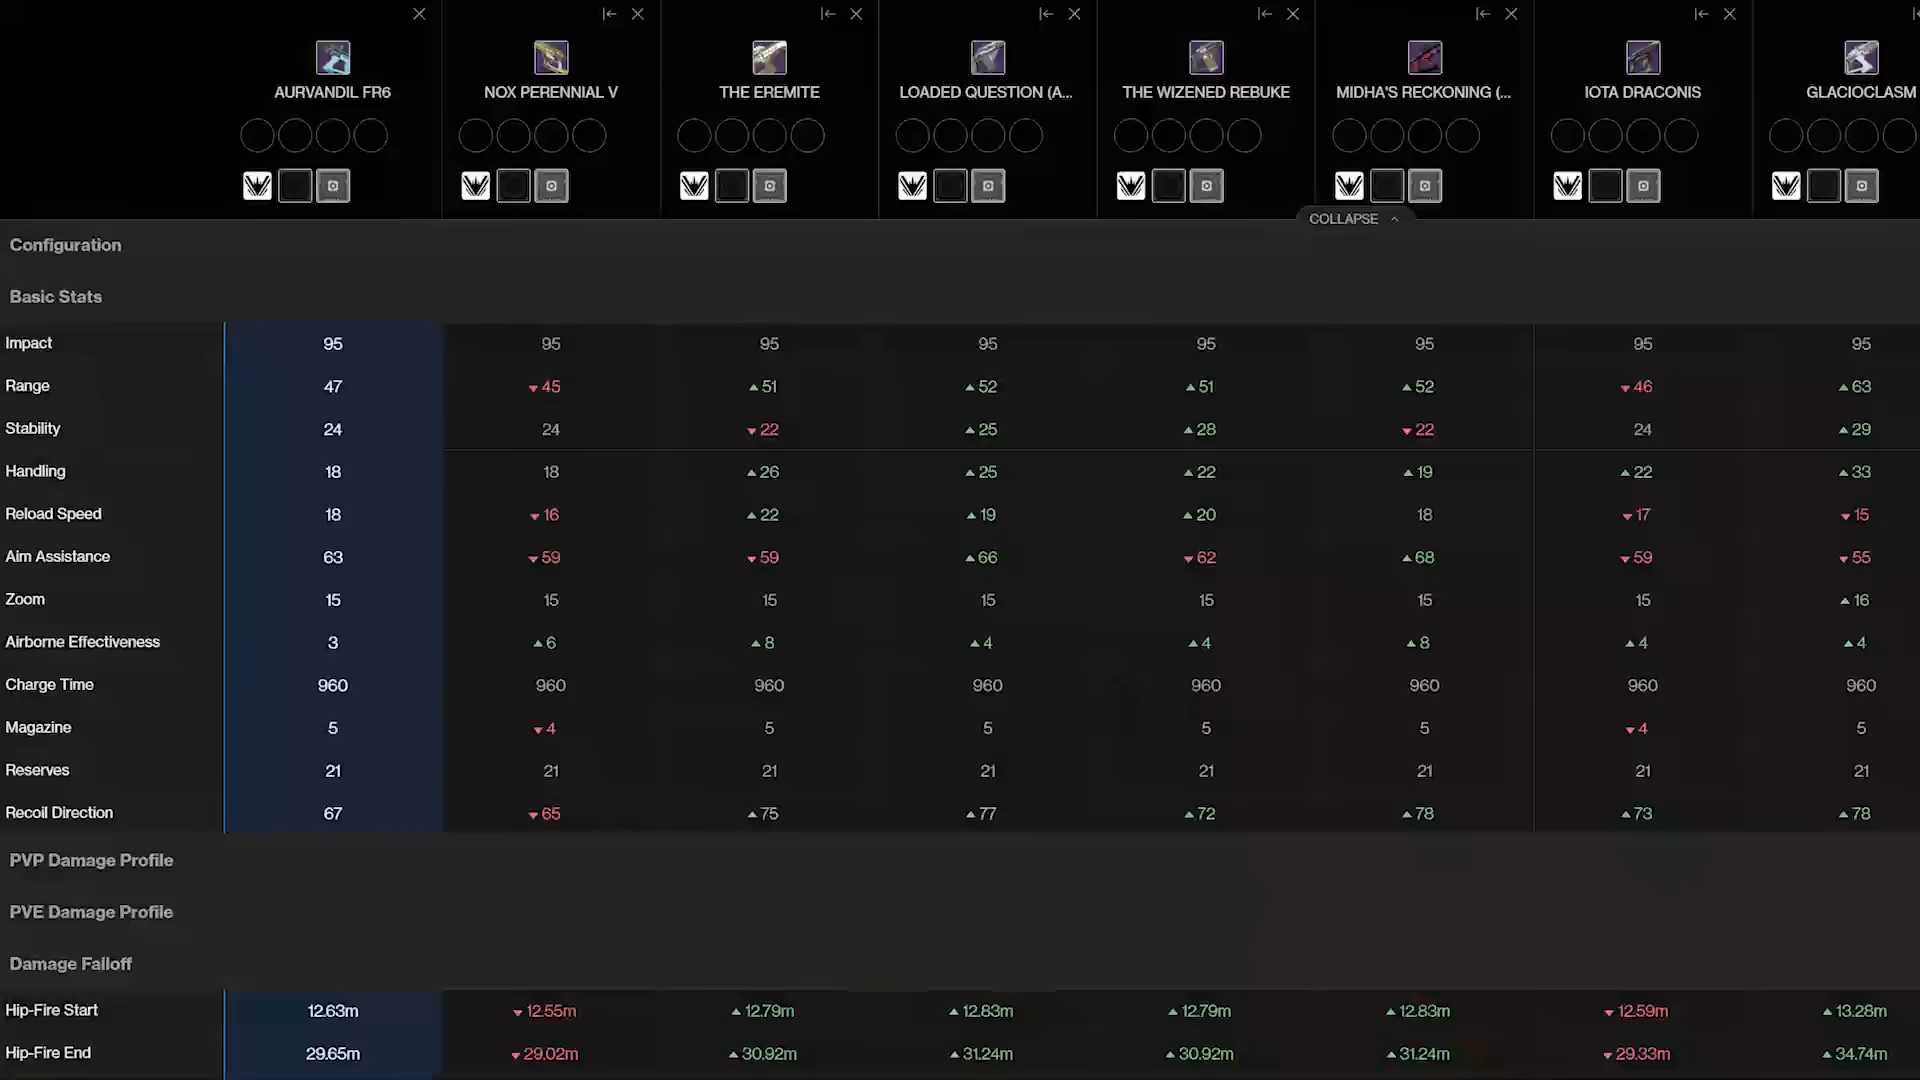 AURVANDIL FR6 NOX PERENNIAL V THE EREMITE LOADED QUESTION (A... THE WIZENED REBUKE MIDHA'S RECKONING (... IOTA DRACONIS GLACIOCLASM
COLLAPSE
Configuration
Basic Stats
Impact 95 95 95 95 95 95 95 95
Range 47 45 51 52 51 52 46 63
Stability 24 24 22 25 28 22 24 29
Handling 18 18 26 25 22 19 22 33
Reload Speed 18 16 22 19 20 18 17 15
Aim Assistance 63 59 59 66 62 68 59 55
Zoom 15 15 15 15 15 15 15 16
Airborne Effectiveness 3 6 8 4 4 8 4 4
Charge Time 960 960 960 960 960 960 960 960
Magazine 5 4 5 5 5 5 4 5
Reserves 21 21 21 21 21 21 21 21
Recoil Direction 67 65 75 77 72 78 73 78
PVP Damage Profile
PVE Damage Profile
Damage Falloff
Hip-Fire Start 12.63m 12.55m 12.79m 12.83m 12.79m 12.83m 12.59m 13.28m
Hip-Fire End 29.65m 29.02m 30.92m 31.24m 30.92m 31.24m 29.33m 34.74m